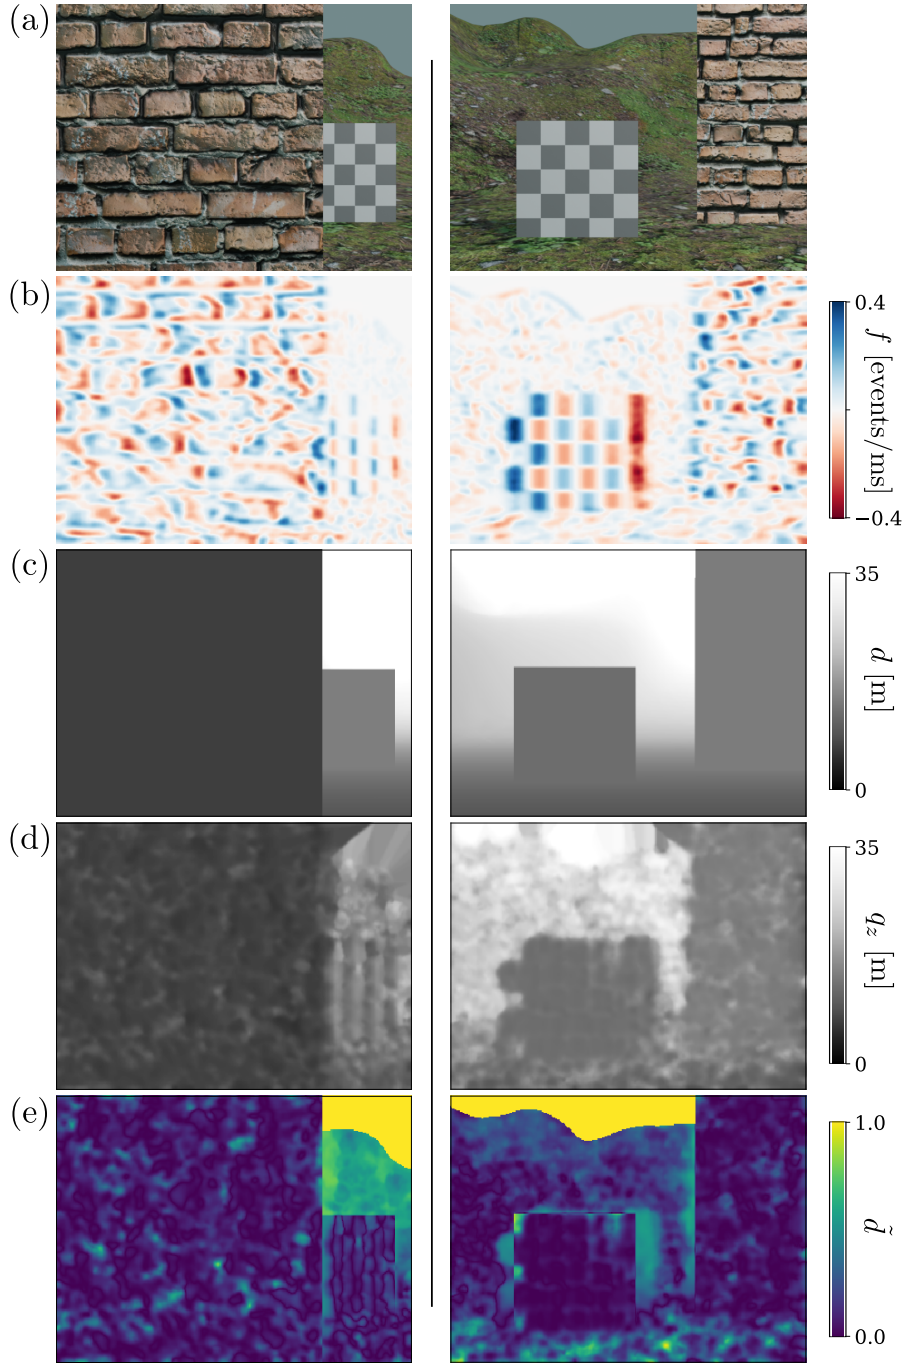 (a)
(b)
0.4
f [events/ms]
−0.4
(c)
35
d [m]
0
(d)
35
q_z [m]
0
(e)
1.0
d̃
0.0